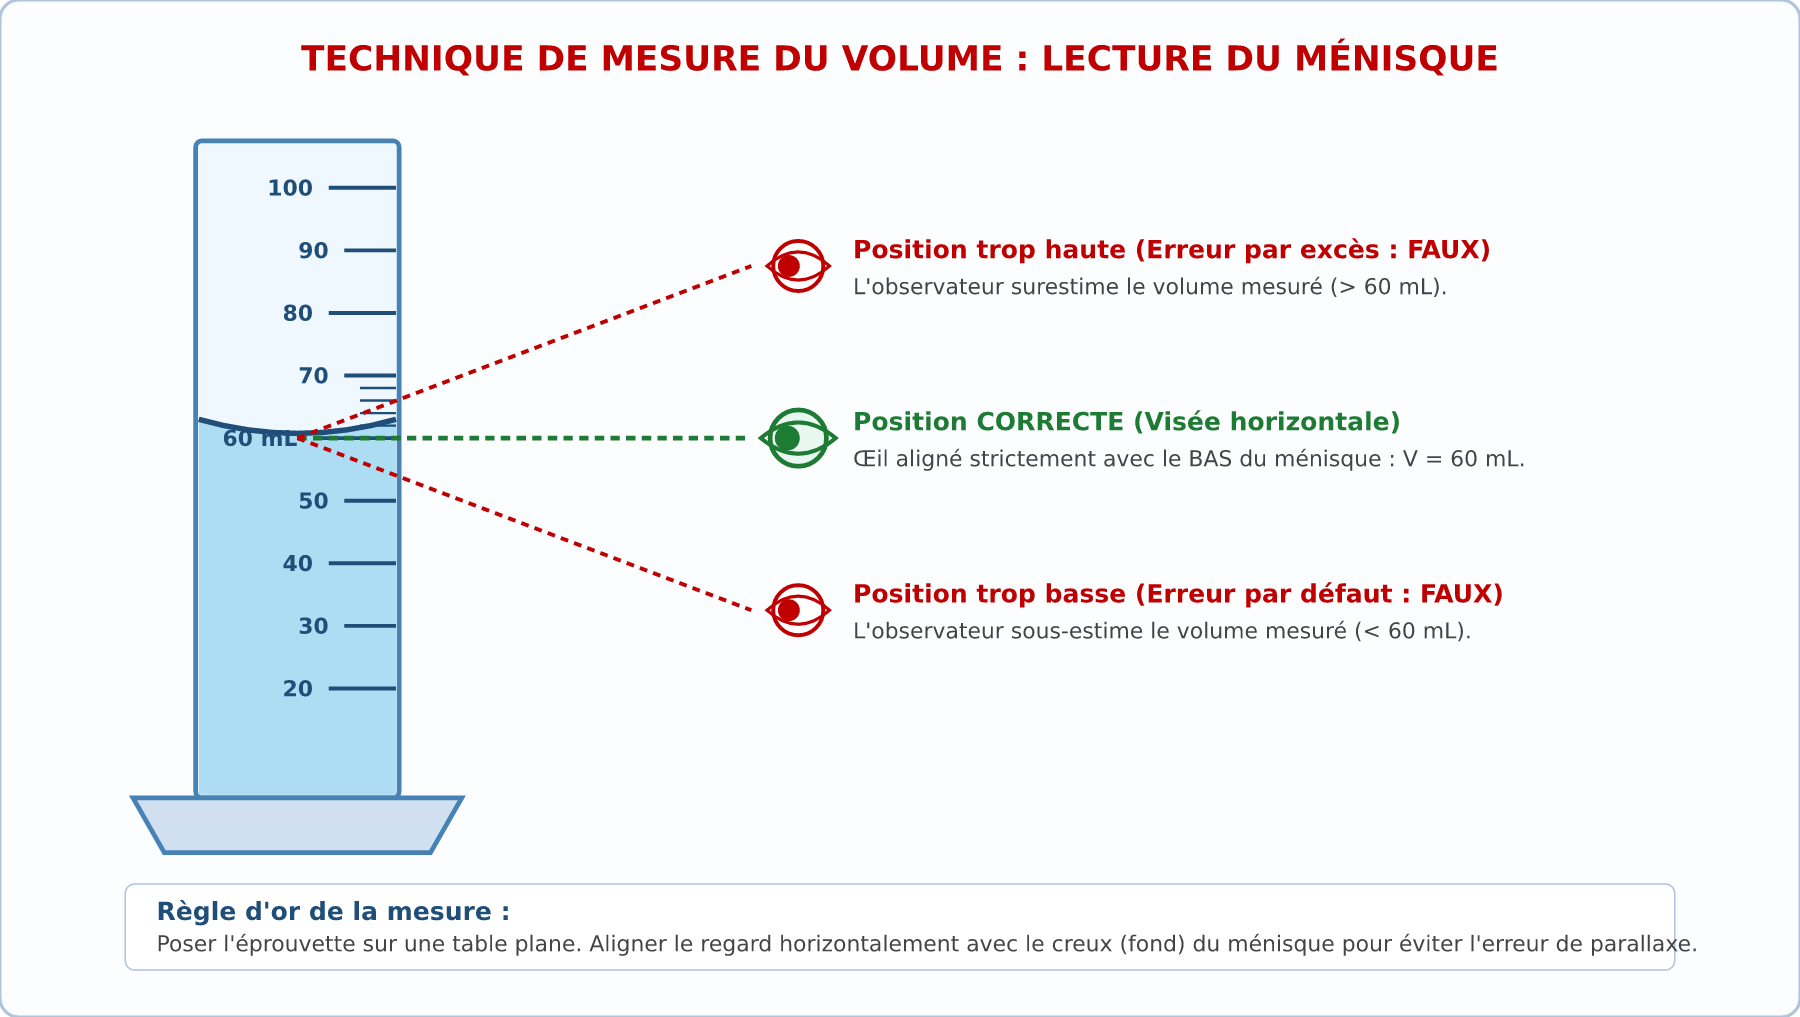 TECHNIQUE DE MESURE DU VOLUME : LECTURE DU MÉNISQUE
100
90
80
70
60 mL
50
40
30
20
Position trop haute (Erreur par excès : FAUX)
L'observateur surestime le volume mesuré (> 60 mL).
Position CORRECTE (Visée horizontale)
Œil aligné strictement avec le BAS du ménisque : V = 60 mL.
Position trop basse (Erreur par défaut : FAUX)
L'observateur sous-estime le volume mesuré (< 60 mL).
Règle d'or de la mesure :
Poser l'éprouvette sur une table plane. Aligner le regard horizontalement avec le creux (fond) du ménisque pour éviter l'erreur de parallaxe.